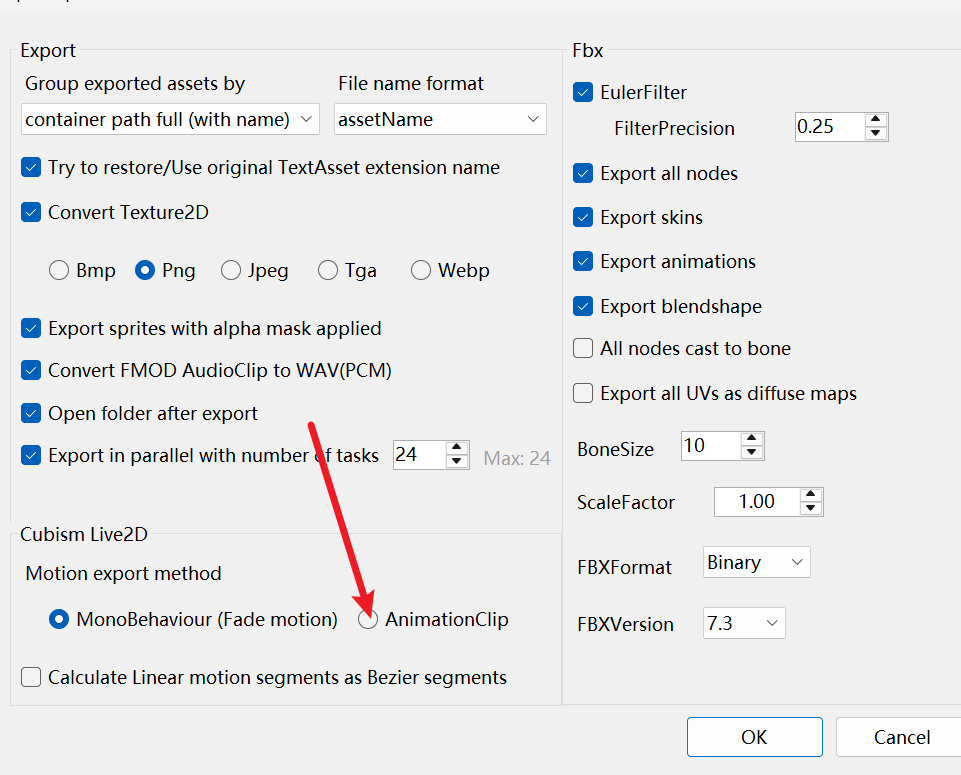 Export
Group exported assets by
File name format
container path full (with name)
assetName
Try to restore/Use original TextAsset extension name
Convert Texture2D
Bmp
Png
Jpeg
Tga
Webp
Export sprites with alpha mask applied
Convert FMOD AudioClip to WAV(PCM)
Open folder after export
Export in parallel with number of tasks
24
Max: 24
Cubism Live2D
Motion export method
MonoBehaviour (Fade motion)
AnimationClip
Calculate Linear motion segments as Bezier segments
Fbx
EulerFilter
FilterPrecision
0.25
Export all nodes
Export skins
Export animations
Export blendshape
All nodes cast to bone
Export all UVs as diffuse maps
BoneSize
10
ScaleFactor
1.00
FBXFormat
Binary
FBXVersion
7.3
OK
Cancel